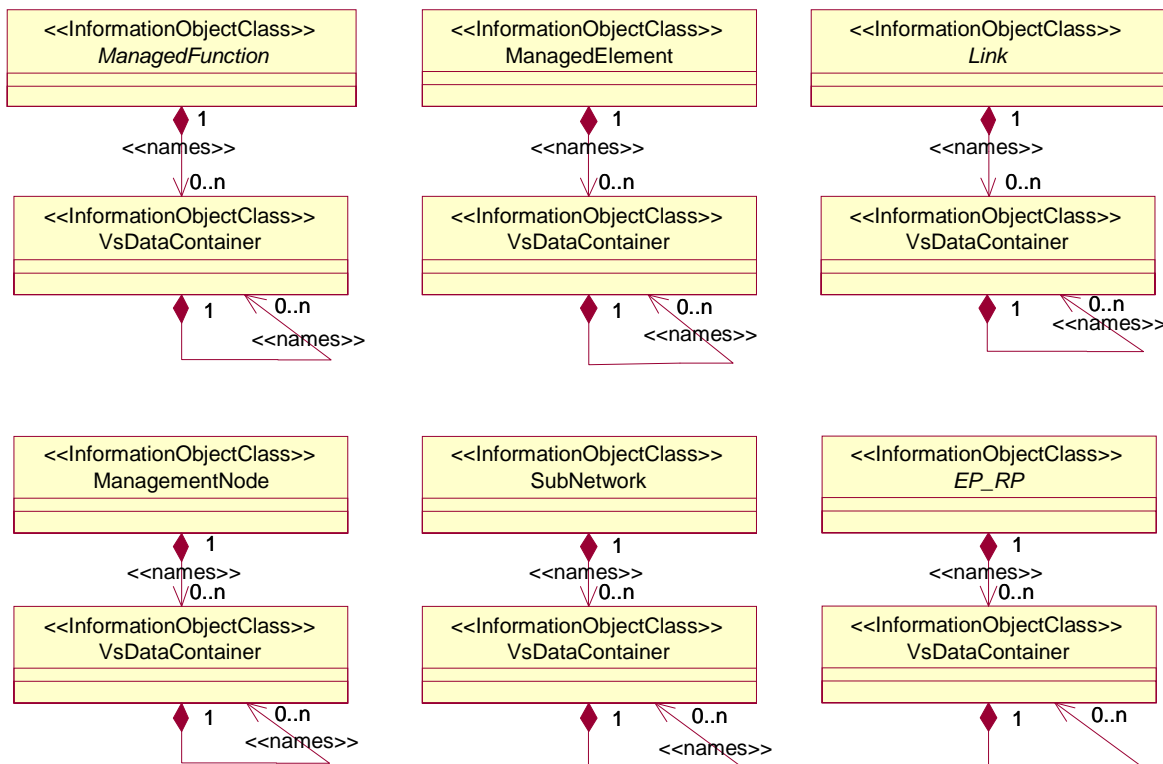 <<InformationObjectClass>>
ManagedFunction
1
<<names>>
0..n
<<InformationObjectClass>>
VsDataContainer
1
0..n
<<names>>
<<InformationObjectClass>>
ManagedElement
1
<<names>>
0..n
<<InformationObjectClass>>
VsDataContainer
1
0..n
<<names>>
<<InformationObjectClass>>
Link
1
<<names>>
0..n
<<InformationObjectClass>>
VsDataContainer
1
0..n
<<names>>
<<InformationObjectClass>>
ManagementNode
1
<<names>>
0..n
<<InformationObjectClass>>
VsDataContainer
1
0..n
<<names>>
<<InformationObjectClass>>
SubNetwork
1
<<names>>
0..n
<<InformationObjectClass>>
VsDataContainer
1
0..n
<<names>>
<<InformationObjectClass>>
EP_RP
1
<<names>>
0..n
<<InformationObjectClass>>
VsDataContainer
1
0..n